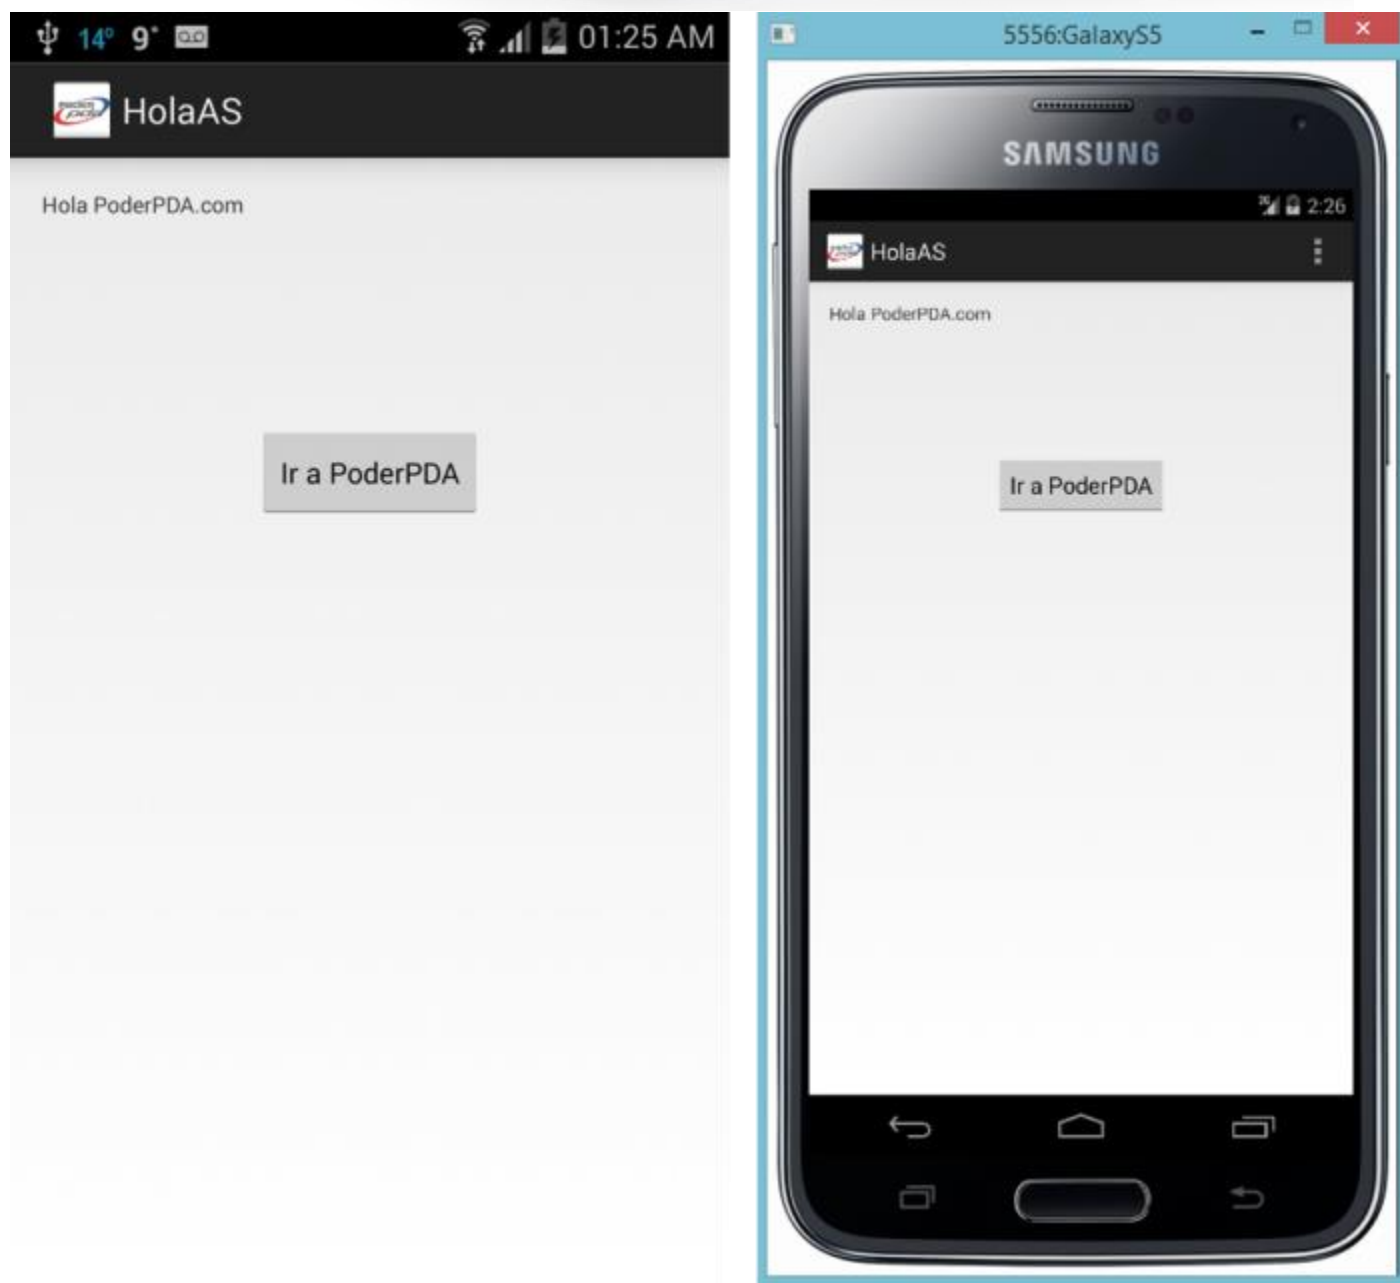 14° 9° 01:25 AM
HolaAS
Hola PoderPDA.com
Ir a PoderPDA
5556:GalaxyS5
SAMSUNG
2:26
HolaAS
Hola PoderPDA.com
Ir a PoderPDA